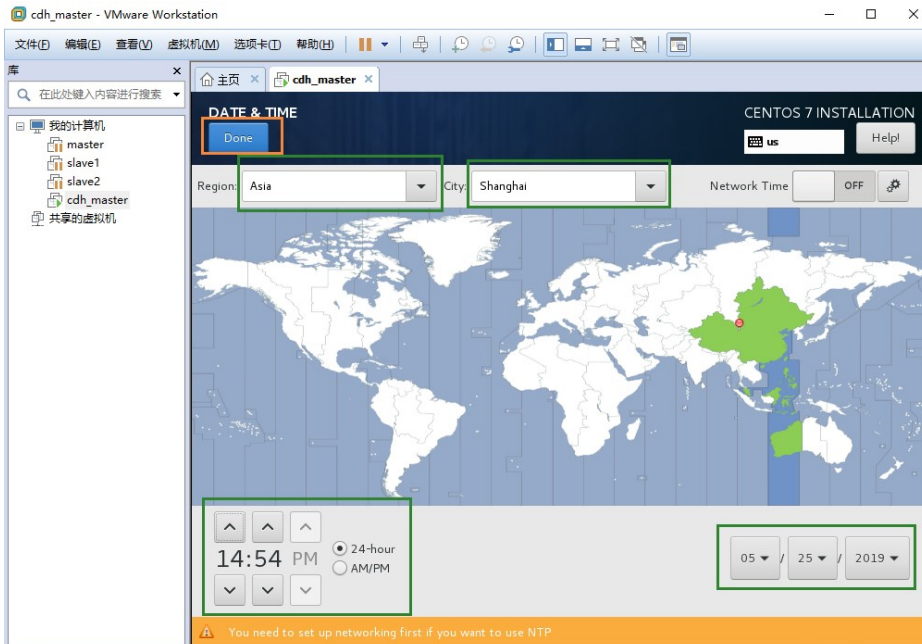 cdh_master - VMware Workstation
文件(F) 编辑(E) 查看(V) 虚拟机(M) 选项卡(T) 帮助(H)
库
在此处键入内容进行搜索
我的计算机
master
slave1
slave2
cdh_master
共享的虚拟机
主页 cdh_master
DATE & TIME
CENTOS 7 INSTALLATION
Done
us
Help!
Region: Asia City: Shanghai Network Time OFF
14:54 PM
24-hour
AM/PM
05 / 25 / 2019
You need to set up networking first if you want to use NTP